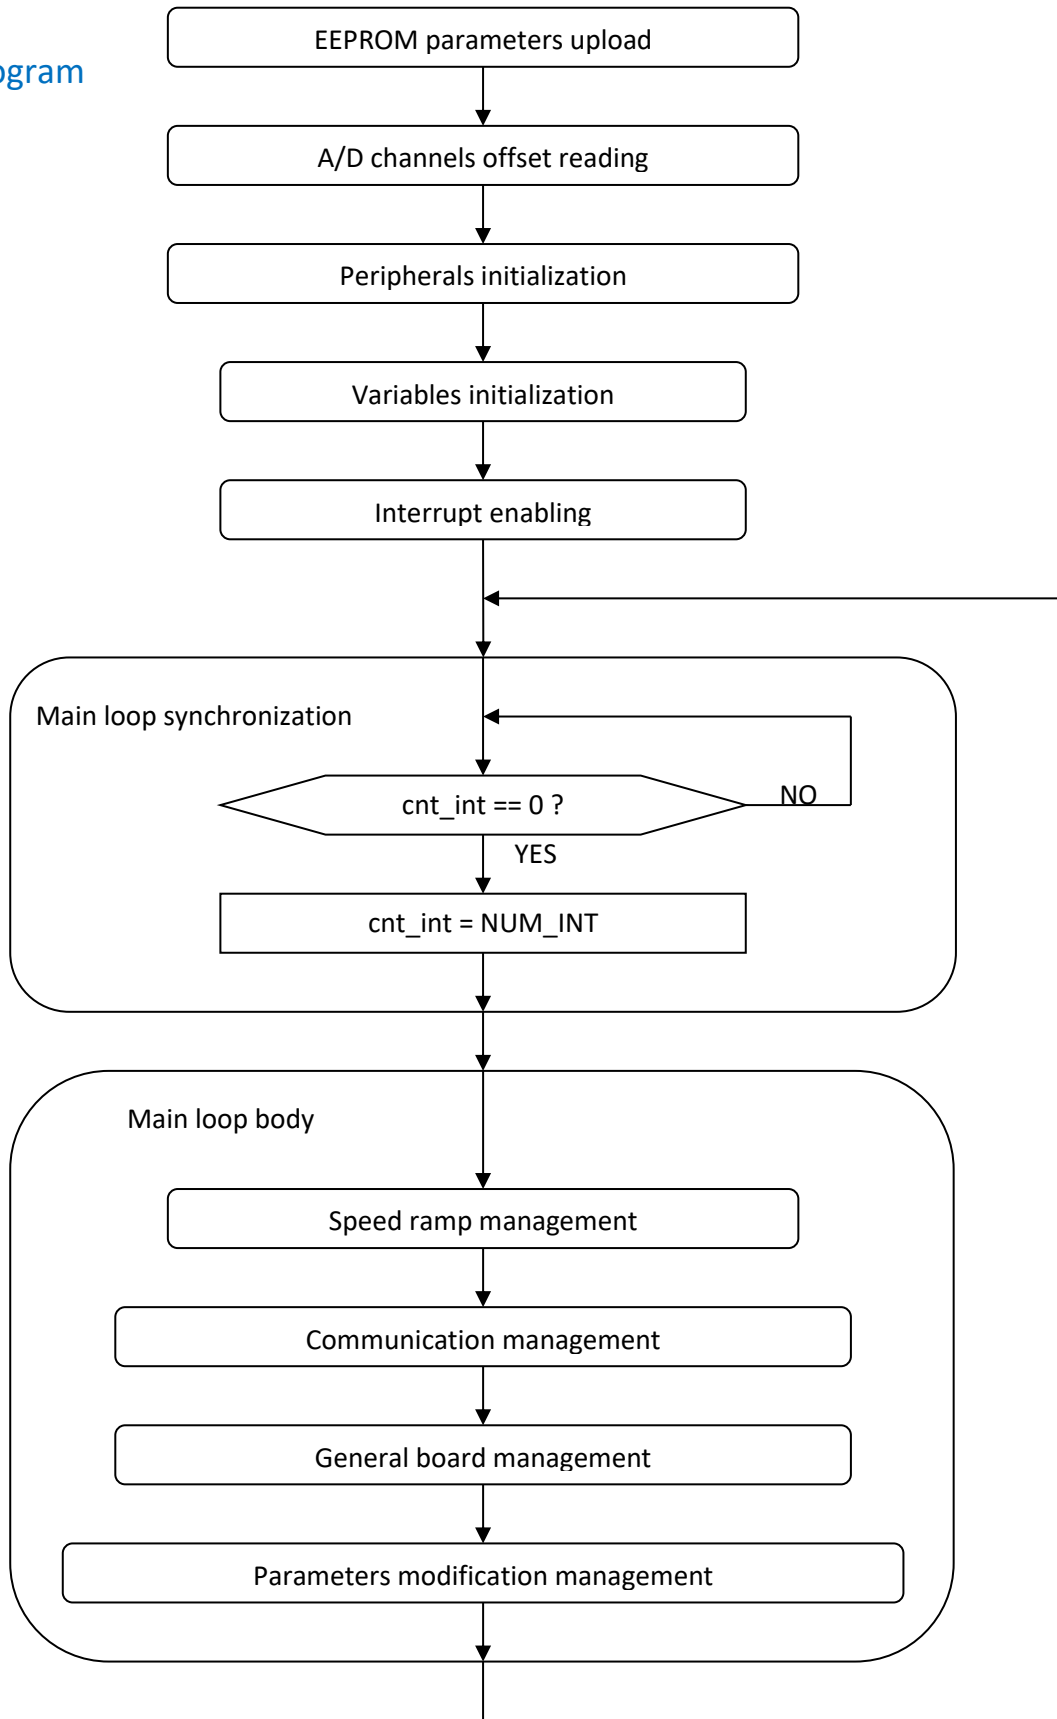 EEPROM parameters upload
ogram
A/D channels offset reading
Peripherals initialization
Variables initialization
Interrupt enabling
Main loop synchronization
cnt_int == 0 ?
NO
YES
cnt_int = NUM_INT
Main loop body
Speed ramp management
Communication management
General board management
Parameters modification management